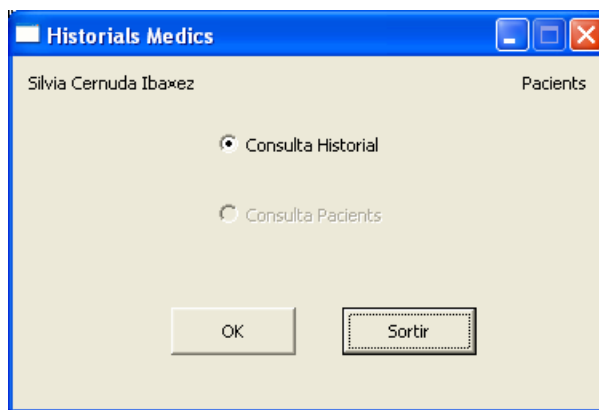 Historials Medics
Silvia Cernuda Ibaxez Pacients
Consulta Historial
Consulta Pacients
OK Sortir